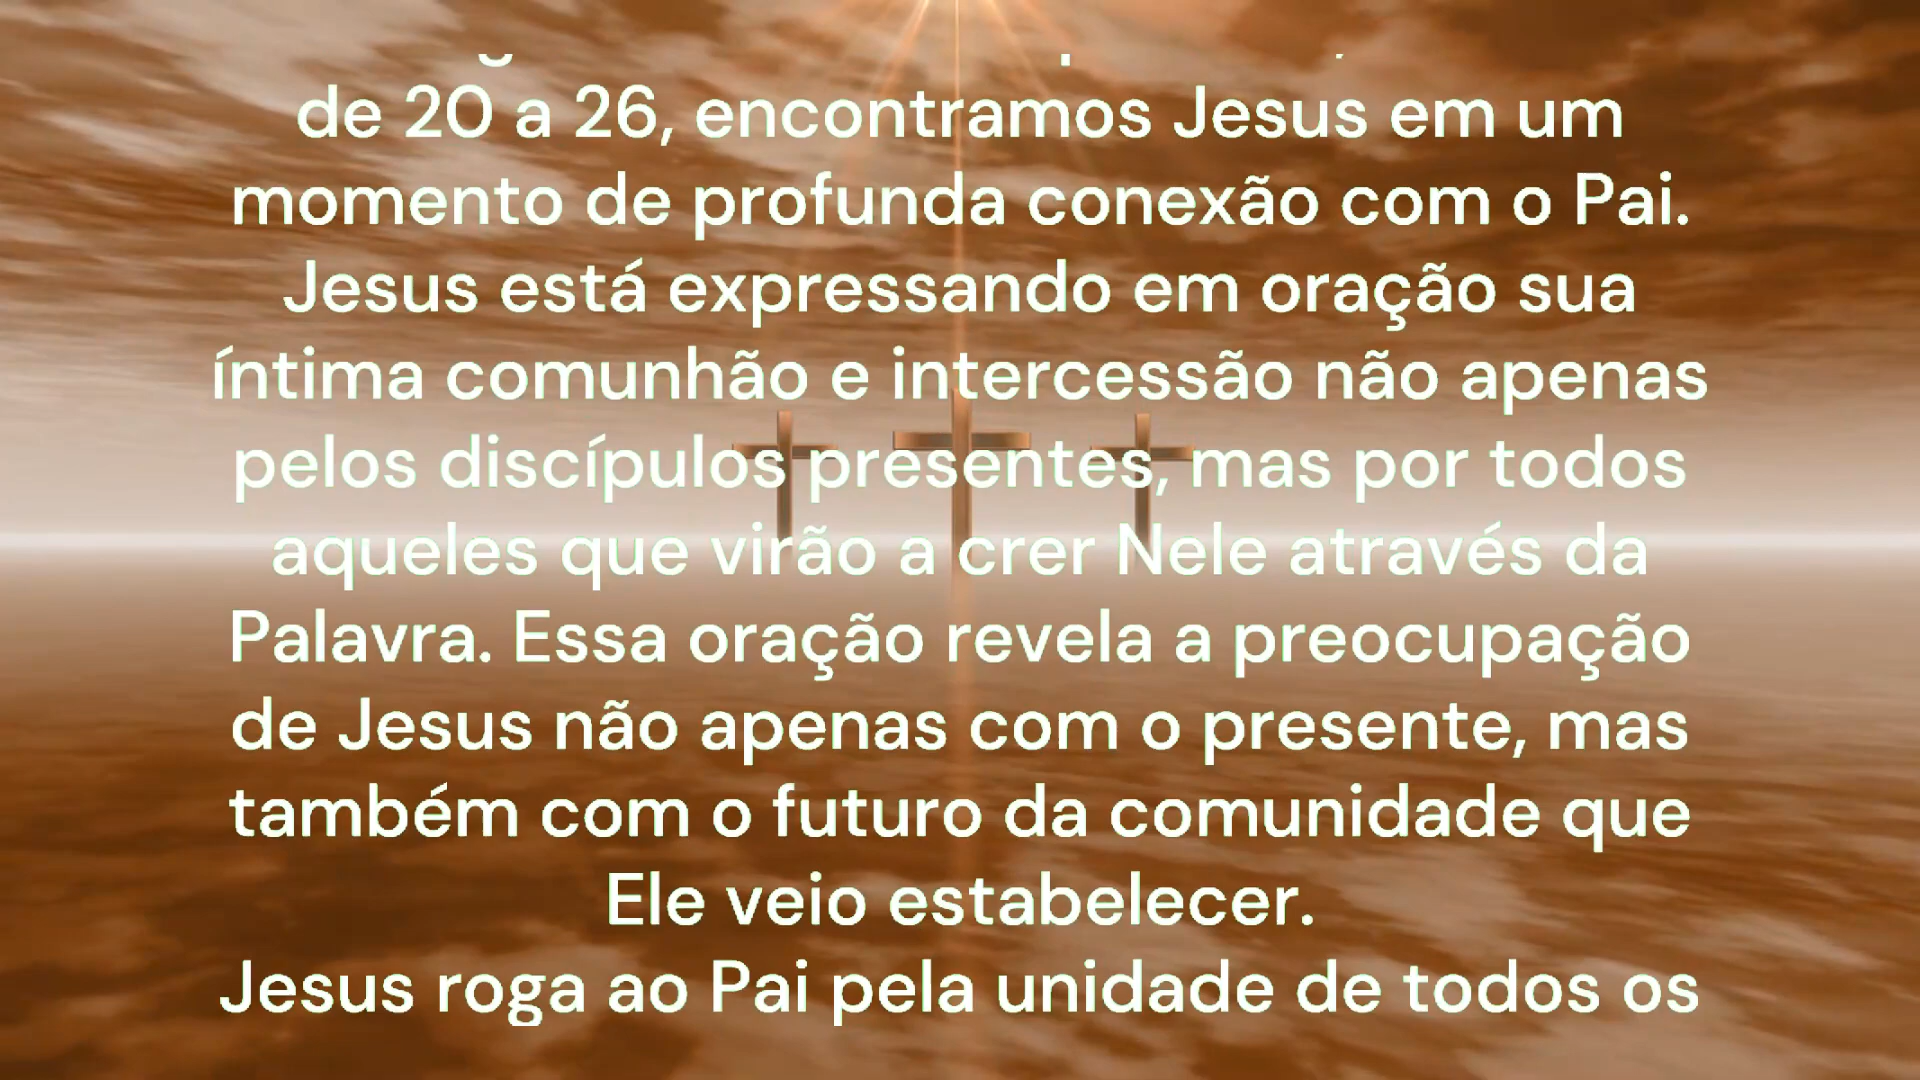 de 20 a 26, encontramos Jesus em um
momento de profunda conexão com o Pai.
Jesus está expressando em oração sua
íntima comunhão e intercessão não apenas
pelos discípulos presentes, mas por todos
aqueles que virão a crer Nele através da
Palavra. Essa oração revela a preocupação
de Jesus não apenas com o presente, mas
também com o futuro da comunidade que
Ele veio estabelecer.
Jesus roga ao Pai pela unidade de todos os